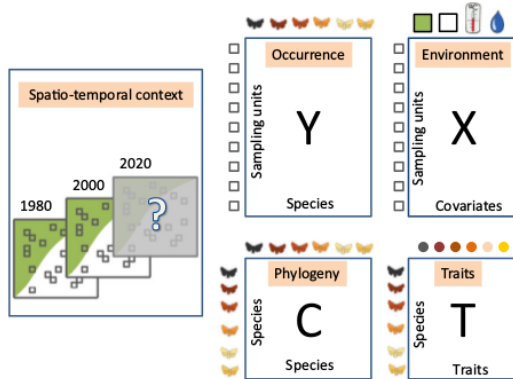 Spatio-temporal context
1980
2000
2020
?
Occurrence
Sampling units
Y
Species
Environment
Sampling units
X
Covariates
Phylogeny
Species
C
Species
Traits
Species
T
Traits